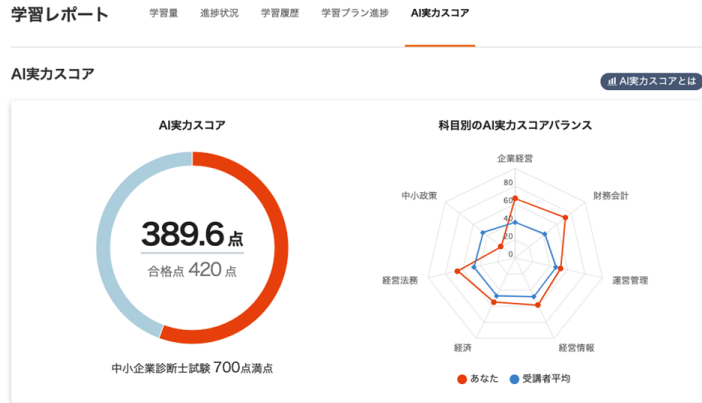 学習レポート 学習量 進捗状況 学習履歴 学習プラン進捗 AI実力スコア
AI実力スコア
AI実力スコアとは
AI実力スコア
389.6点
合格点 420 点
中小企業診断士試験 700点満点
科目別のAI実力スコアバランス
企業経営
中小政策
財務会計
80
60
40
20
0
経営法務
運営管理
経済
経営情報
あなた 受講者平均